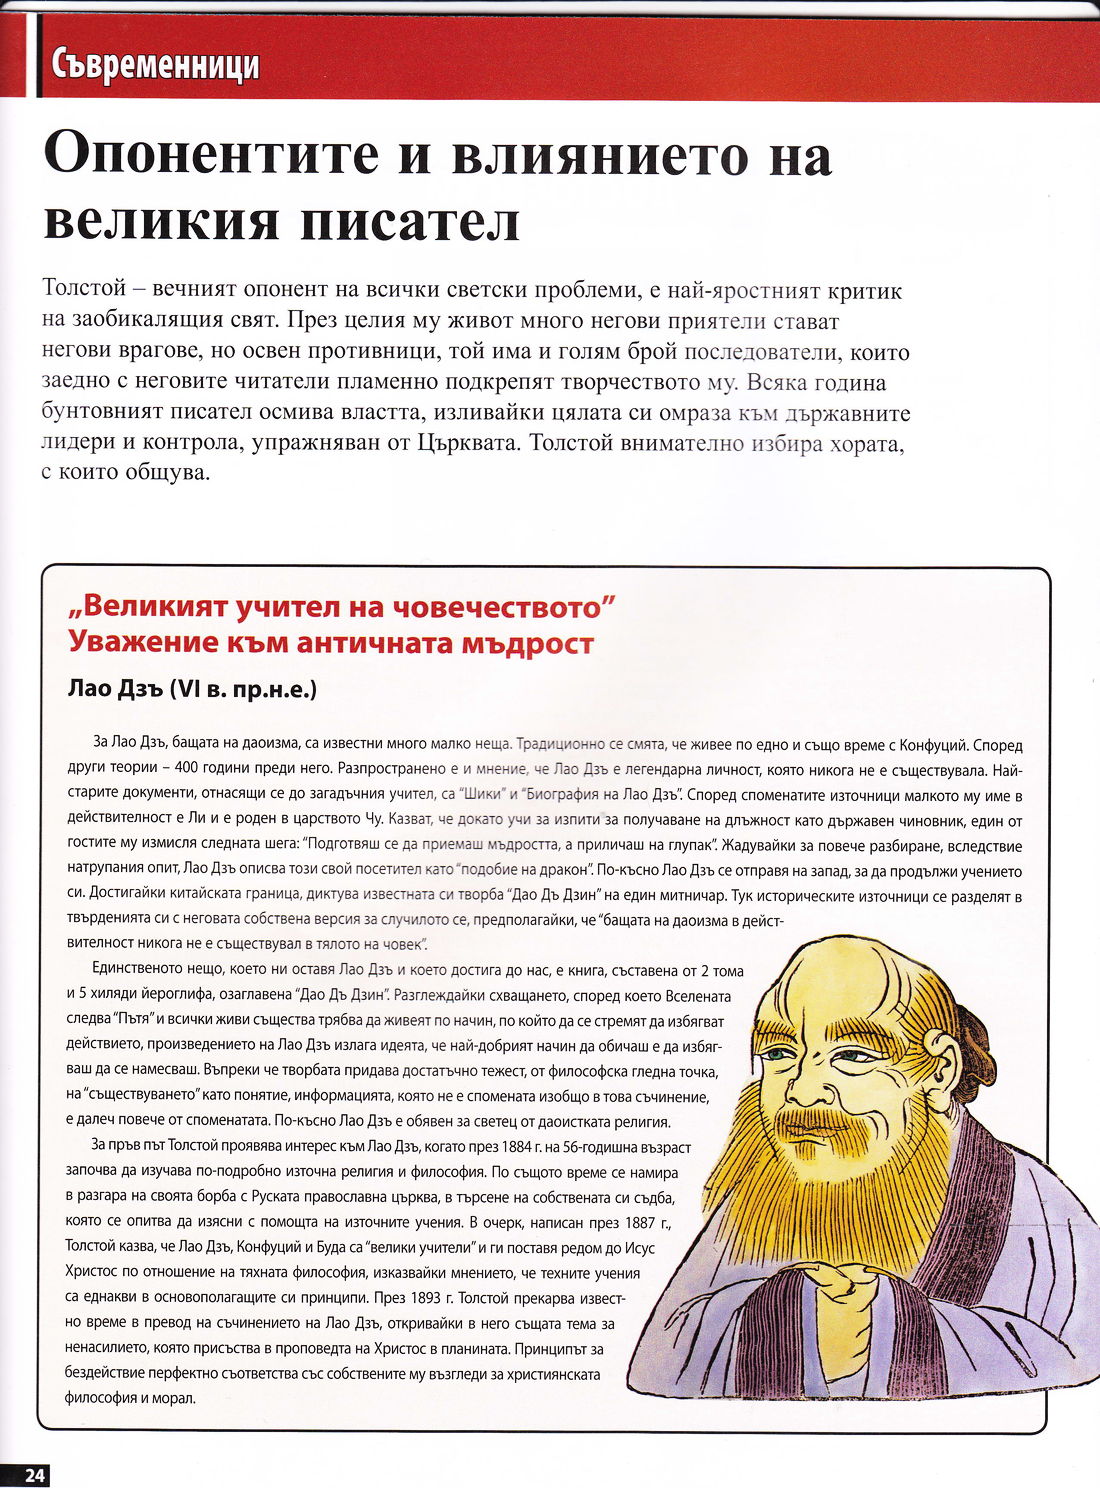 Съвременници
Опонентите и влиянието на
великия писател
Толстой – вечният опонент на всички светски проблеми, е най-яростният критик
на заобикалящия свят. През целия му живот много негови приятели стават
негови врагове, но освен противници, той има и голям брой последователи, които
заедно с неговите читатели пламенно подкрепят творчеството му. Всяка година
бунтовният писател осмива властта, изливайки цялата си омраза към държавните
лидери и контрола, упражняван от Църквата. Толстой внимателно избира хората,
с които общува.
„Великият учител на човечеството”
Уважение към античната мъдрост
Лао Дзъ (VI в. пр.н.е.)
За Лао Дзъ, бащата на даоизма, са известни много малко неща. Традиционно се смята, че живее по едно и също време с Конфуций. Според
други теории – 400 години преди него. Разпространено е и мнение, че Лао Дзъ е легендарна личност, която никога не е съществувала. Най-
старите документи, отнасящи се до загадъчния учител, са “Шики” и “Биография на Лао Дзъ”. Според споменатите източници малкото му име в
действителност е Ли и е роден в царството Чу. Казват, че докато учи за изпити за получаване на длъжност като държавен чиновник, един от
гостите му измисля следната шега: “Подготвяш се да приемаш мъдростта, а приличаш на глупак”. Жадувайки за повече разбиране, вследствие
натрупания опит, Лао Дзъ описва този свой посетител като “подобие на дракон”. По-късно Лао Дзъ се отправя на запад, за да продължи учението
си. Достигайки китайската граница, диктува известната си творба “Дао Дъ Дзин” на един митничар. Тук историческите източници се разделят в
твърденията си с неговата собствена версия за случилото се, предполагайки, че “бащата на даоизма в дейст-
вителност никога не е съществувал в тялото на човек”.
Единственото нещо, което ни оставя Лао Дзъ и което достига до нас, е книга, съставена от 2 тома
и 5 хиляди йероглифа, озаглавена “Дао Дъ Дзин”. Разглеждайки схващането, според което Вселената
следва “Пътя” и всички живи същества трябва да живеят по начин, по който да се стремят да избягват
действието, произведението на Лао Дзъ излага идеята, че най-добрият начин да обичаш е да избяг-
ваш да се намесваш. Въпреки че творбата придава достатъчно тежест, от философска гледна точка,
на “съществуването” като понятие, информацията, която не е спомената изобщо в това съчинение,
е далеч повече от споменатата. По-късно Лао Дзъ е обявен за светец от даоистката религия.
За пръв път Толстой проявява интерес към Лао Дзъ, когато през 1884 г. на 56-годишна възраст
започва да изучава по-подробно източна религия и философия. По същото време се намира
в разгара на своята борба с Руската православна църква, в търсене на собствената си съдба,
която се опитва да изясни с помощта на източните учения. В очерк, написан през 1887 г.,
Толстой казва, че Лао Дзъ, Конфуций и Буда са “велики учители” и ги поставя редом до Исус
Христос по отношение на тяхната философия, изказвайки мнението, че техните учения
са еднакви в основополагащите си принципи. През 1893 г. Толстой прекарва извест-
но време в превод на съчинението на Лао Дзъ, откривайки в него същата тема за
ненасилието, която присъства в проповедта на Христос в планината. Принципът за
бездействие перфектно съответства със собствените му възгледи за християнската
философия и морал.
24